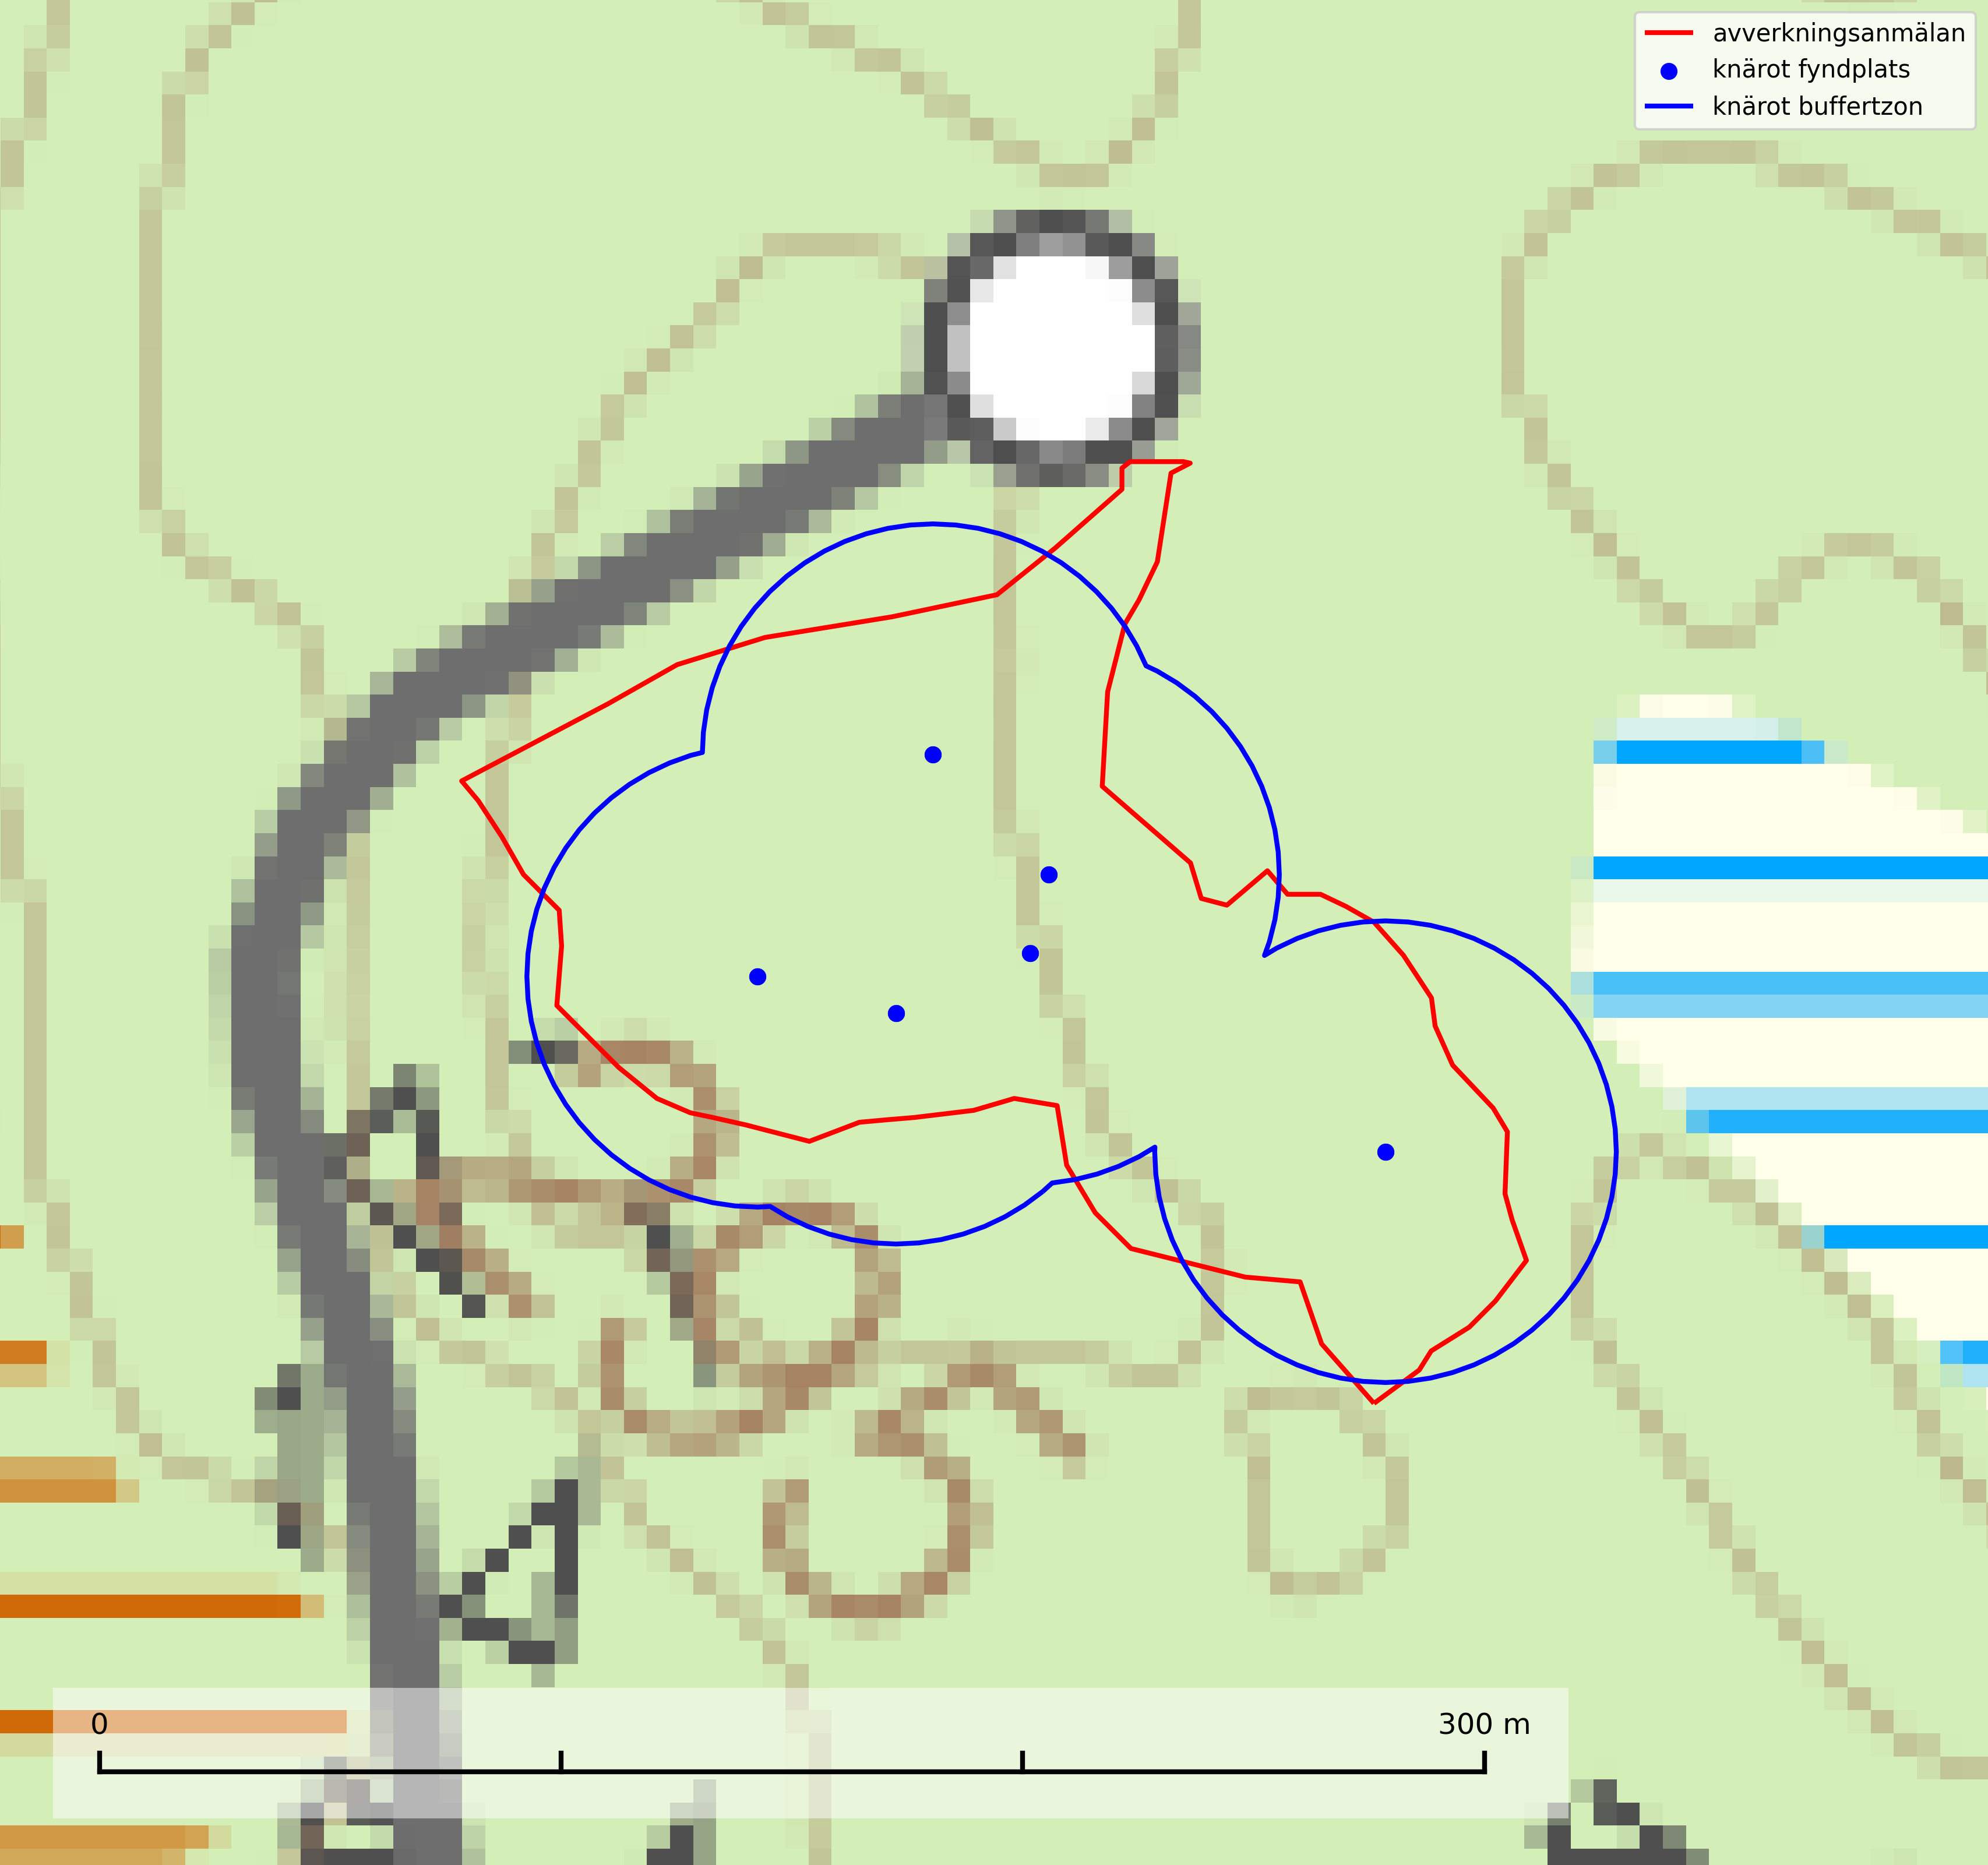 avverkningsanmälan
knärot fyndplats
knärot buffertzon
0 300 m